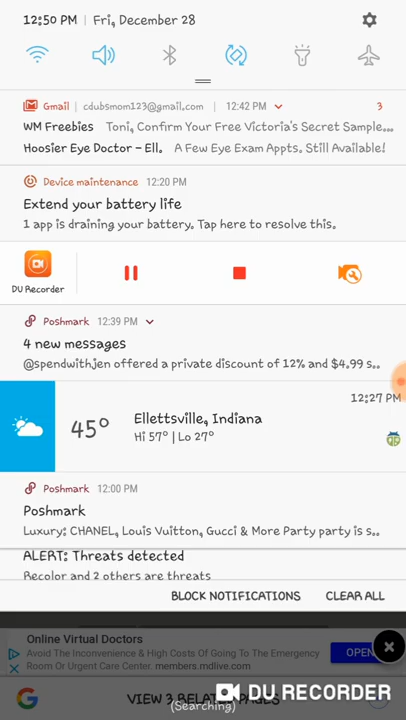 12:50 PM | Fri, December 28
Gmail | cdubsmom123@gmail.com | 12:42 PM 3
WM Freebies Toni, Confirm Your Free Victoria's Secret Sample...
Hoosier Eye Doctor - Ell. A Few Eye Exam Appts. Still Available!
Device maintenance 12:20 PM
Extend your battery life
1 app is draining your battery. Tap here to resolve this.
DU Recorder
Poshmark 12:39 PM
4 new messages
@spendwithjen offered a private discount of 12% and $4.99 s..
12:27 PM
45° Ellettsville, Indiana
Hi 57° | Lo 27°
Poshmark 12:00 PM
Poshmark
Luxury: CHANEL, Louis Vuitton, Gucci & More Party party is s..
ALERT: Threats detected
Recolor and 2 others are threats
BLOCK NOTIFICATIONS CLEAR ALL
Online Virtual Doctors
Avoid The Inconvenience & High Costs Of Going To The Emergency
Room Or Urgent Care Center. members.mdlive.com
OPEN
VIEW 3 RELATED PAGES
(Searching)
DU RECORDER